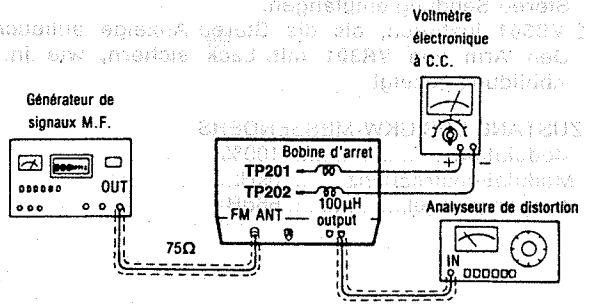 Voltmètre
électronique
à C.C.
Générateur de
signaux M.F.
OUT
Bobine d'arret
TP201
TP202
+ −
FM ANT
100μH
output
Analyseure de distortion
IN
75Ω